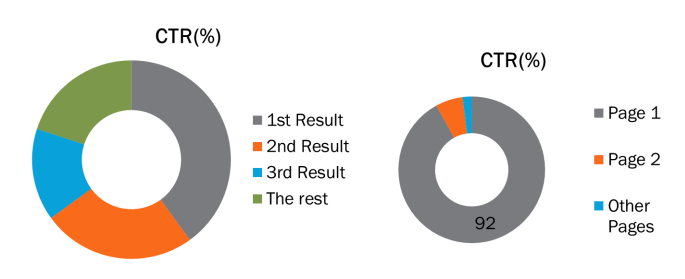 CTR(%)
1st Result
2nd Result
3rd Result
The rest
CTR(%)
Page 1
Page 2
Other
Pages
92